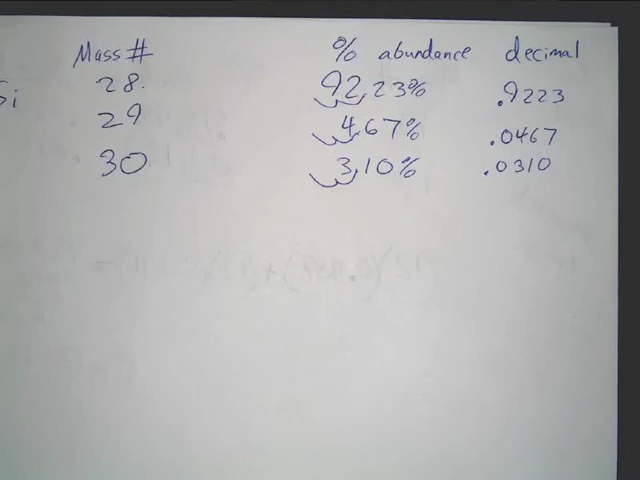 Mass # % abundance decimal
Si 28. 92.23% .9223
29 4.67% .0467
30 3.10% .0310